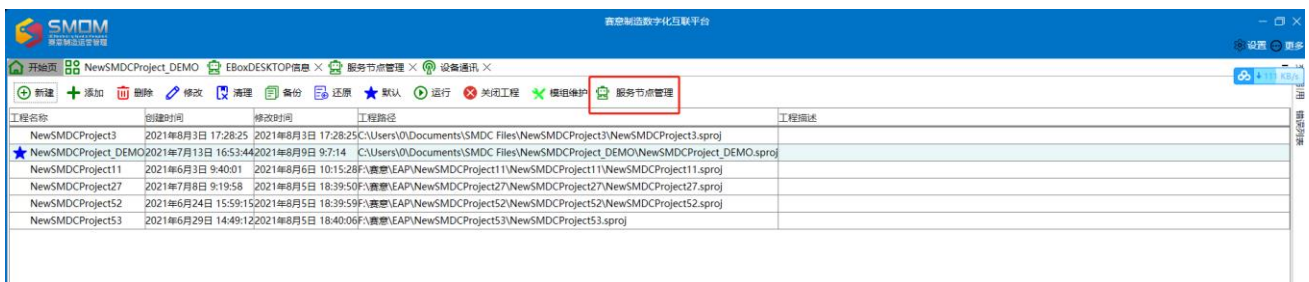 SMOM
赛意制造运营管理
赛意制造数字化互联平台
设置 更多
开始页 NewSMDCProject_DEMO EBoxDESKTOP信息 服务节点管理 设备通讯
111 KB/s
新建 添加 删除 修改 清理 备份 还原 默认 运行 关闭工程 模组维护 服务节点管理
工程名称 创建时间 修改时间 工程路径 工程描述
NewSMDCProject3 2021年8月3日 17:28:25 2021年8月3日 17:28:25 C:\Users\0\Documents\SMDC Files\NewSMDCProject3\NewSMDCProject3.sproj
NewSMDCProject_DEMO 2021年7月13日 16:53:44 2021年8月9日 9:7:14 C:\Users\0\Documents\SMDC Files\NewSMDCProject_DEMO\NewSMDCProject_DEMO.sproj
NewSMDCProject11 2021年6月3日 9:40:01 2021年8月6日 10:15:28 F:\赛意\EAP\NewSMDCProject11\NewSMDCProject11\NewSMDCProject11.sproj
NewSMDCProject27 2021年7月8日 9:19:58 2021年8月5日 18:39:50 F:\赛意\EAP\NewSMDCProject27\NewSMDCProject27\NewSMDCProject27.sproj
NewSMDCProject52 2021年6月24日 15:59:15 2021年8月5日 18:39:59 F:\赛意\EAP\NewSMDCProject52\NewSMDCProject52\NewSMDCProject52.sproj
NewSMDCProject53 2021年6月29日 14:49:12 2021年8月5日 18:40:06 F:\赛意\EAP\NewSMDCProject53\NewSMDCProject53.sproj
错误列表